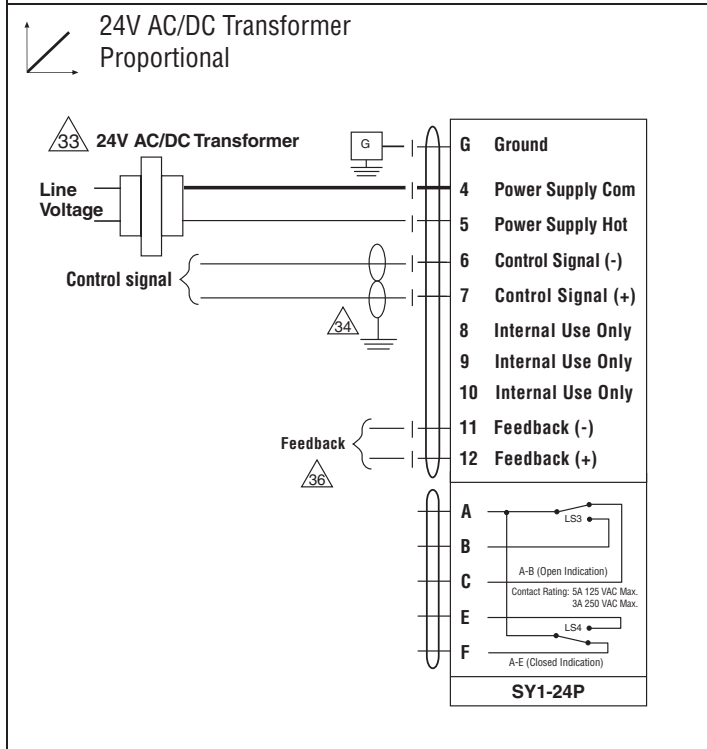 24V AC/DC Transformer
Proportional
33 24V AC/DC Transformer
Line
Voltage
Control signal
34
Feedback
36
G
G Ground
4 Power Supply Com
5 Power Supply Hot
6 Control Signal (-)
7 Control Signal (+)
8 Internal Use Only
9 Internal Use Only
10 Internal Use Only
11 Feedback (-)
12 Feedback (+)
A
LS3
B
A-B (Open Indication)
C
Contact Rating: 5A 125 VAC Max.
3A 250 VAC Max.
E
LS4
F
A-E (Closed Indication)
SY1-24P